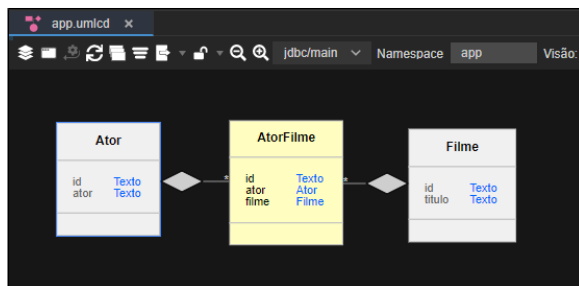 app.umlcd ×
jdbc/main Namespace app Visão:
Ator
id Texto
ator Texto
AtorFilme
id Texto
ator Ator
filme Filme
*
*
Filme
id Texto
titulo Texto